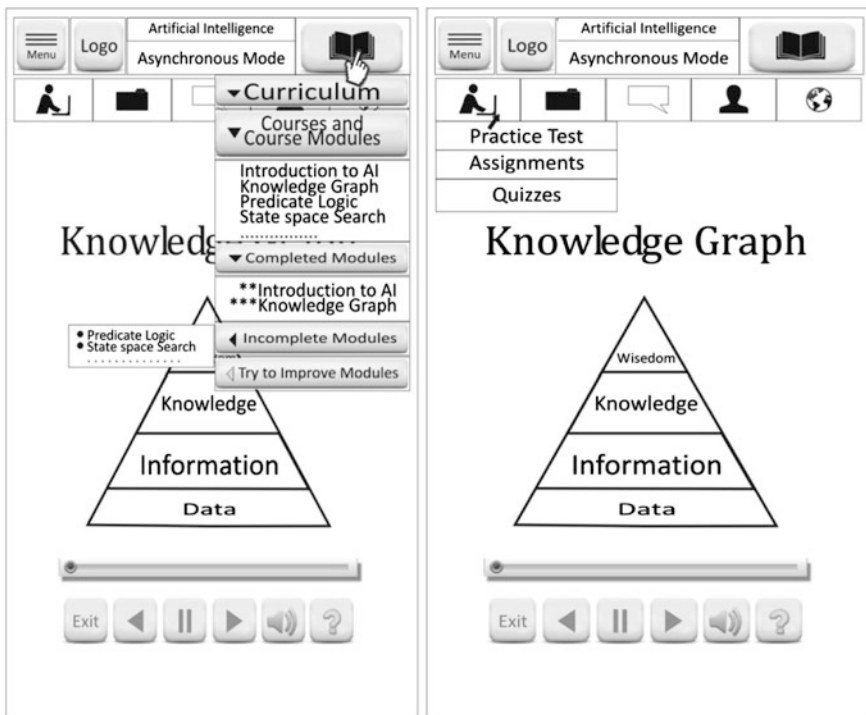 Menu
Logo
Artificial Intelligence
Asynchronous Mode
Curriculum
Courses and
Course Modules
Introduction to AI
Knowledge Graph
Predicate Logic
State space Search
................
Completed Modules
**Introduction to AI
***Knowledge Graph
Incomplete Modules
• Predicate Logic
• State space Search
. . . . . . . . . . . . . . .
Try to Improve Modules
Knowledge
Information
Data
Exit
?
Menu
Logo
Artificial Intelligence
Asynchronous Mode
Practice Test
Assignments
Quizzes
Knowledge Graph
Wisedom
Knowledge
Information
Data
Exit
?